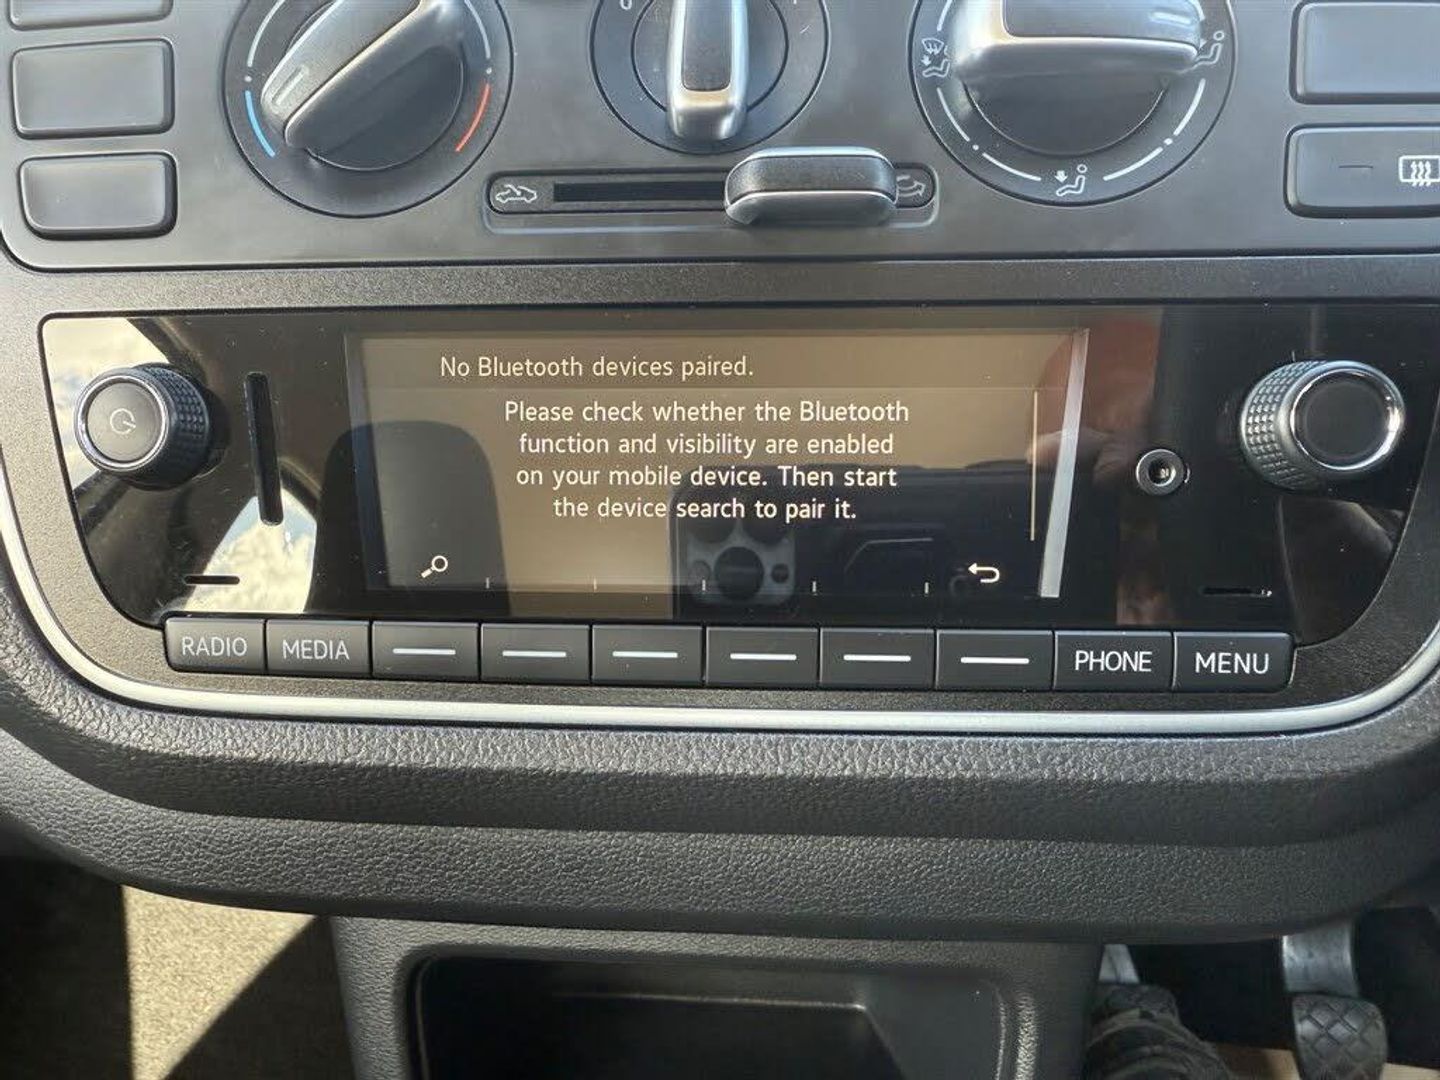 No Bluetooth devices paired.
Please check whether the Bluetooth
function and visibility are enabled
on your mobile device. Then start
the device search to pair it.
RADIO
MEDIA
PHONE
MENU